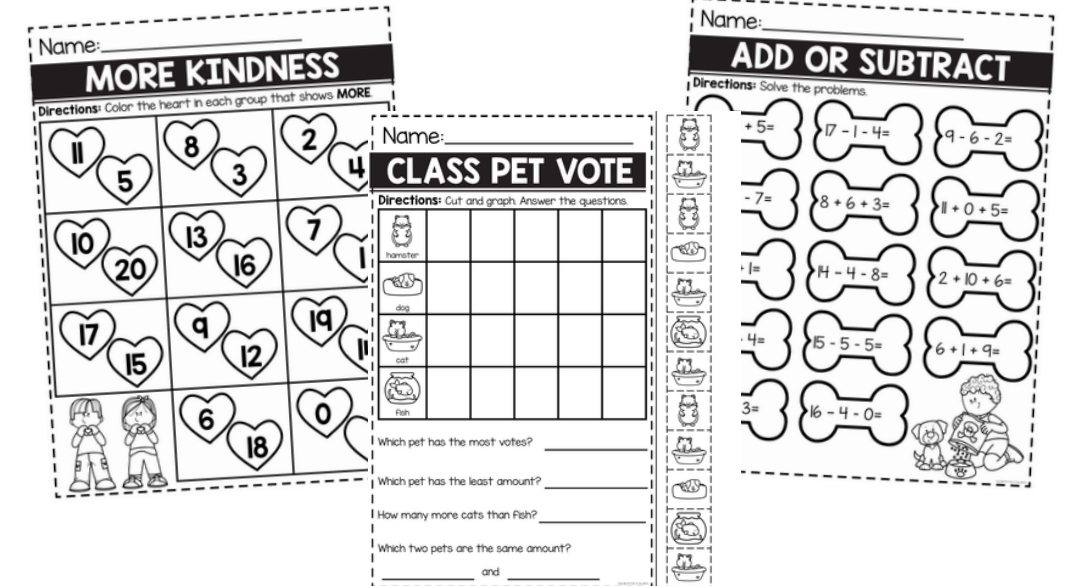 Name:
MORE KINDNESS
Directions: Color the heart in each group that shows MORE.
11 5 8 3 2 4
10 20 13 16 7
17 15 9 12 19
6 18 0
Name:
CLASS PET VOTE
Directions: Cut and graph. Answer the questions.
hamster
dog
cat
fish
Which pet has the most votes?
Which pet has the least amount?
How many more cats than fish?
Which two pets are the same amount?
and
Name:
ADD OR SUBTRACT
Directions: Solve the problems.
+ 5= 17 - 1 - 4= 9 - 6 - 2=
- 7= 8 + 6 + 3= 11 + 0 + 5=
+ 1= 14 - 4 - 8= 2 + 10 + 6=
4= 15 - 5 - 5= 6 + 1 + 9=
3= 16 - 4 - 0=